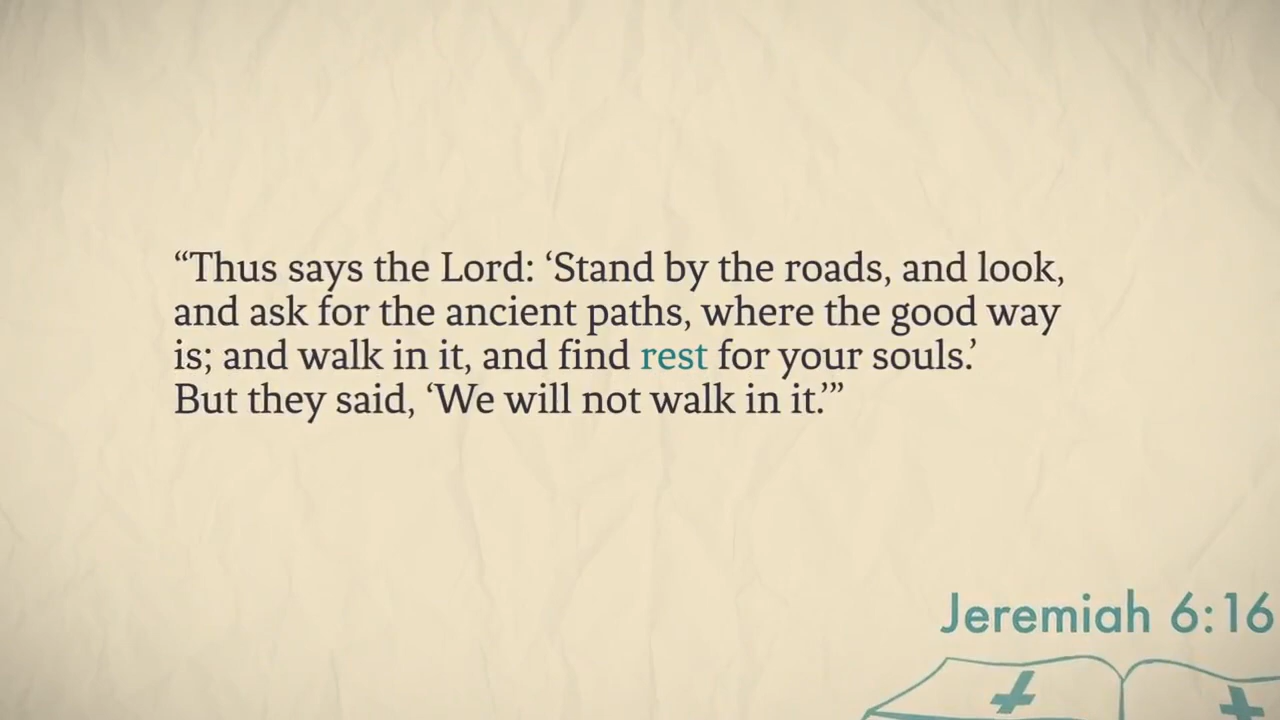 “Thus says the Lord: ‘Stand by the roads, and look,
and ask for the ancient paths, where the good way
is; and walk in it, and find rest for your souls.’
But they said, ‘We will not walk in it.’”
Jeremiah 6:16